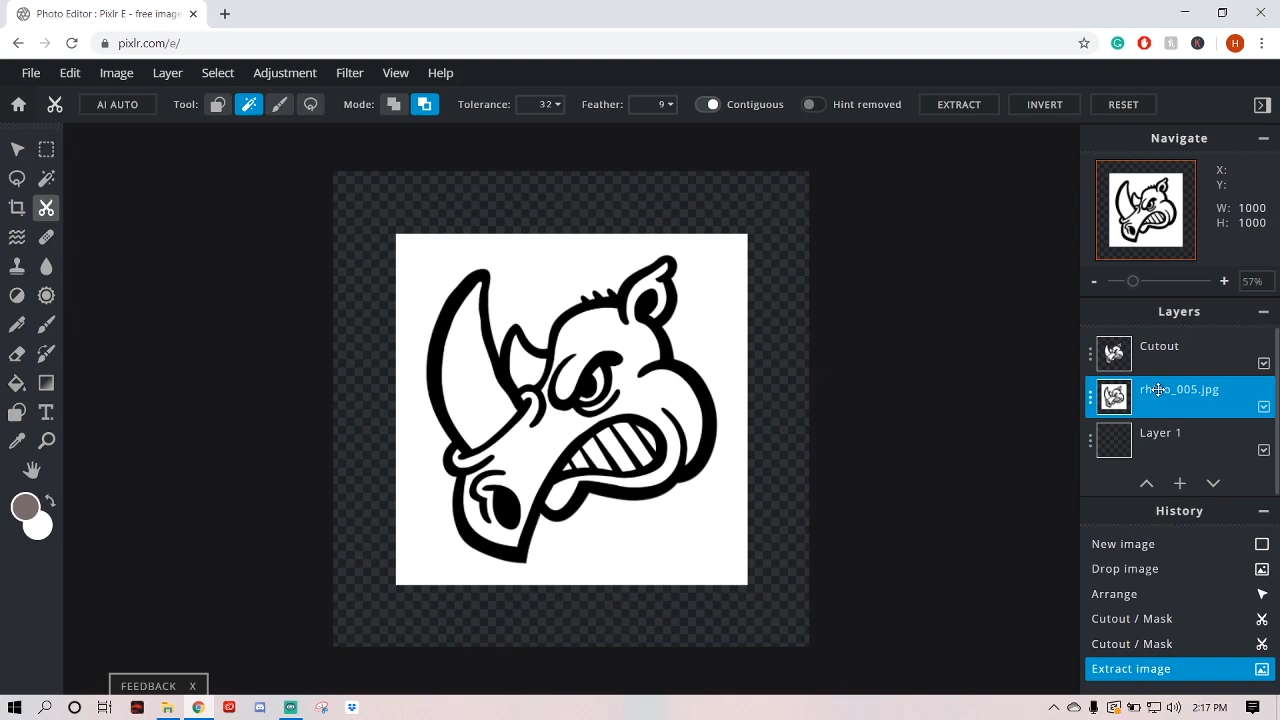 Photo Editor : Pixlr E - free image
pixlr.com/e/
H
File Edit Image Layer Select Adjustment Filter View Help
AI AUTO Tool: Mode: Tolerance: 32 Feather: 9 Contiguous Hint removed EXTRACT INVERT RESET
Navigate
X:
Y:
W: 1000
H: 1000
57%
Layers
Cutout
rhino_005.jpg
Layer 1
History
New image
Drop image
Arrange
Cutout / Mask
Cutout / Mask
Extract image
FEEDBACK X
2:17 PM